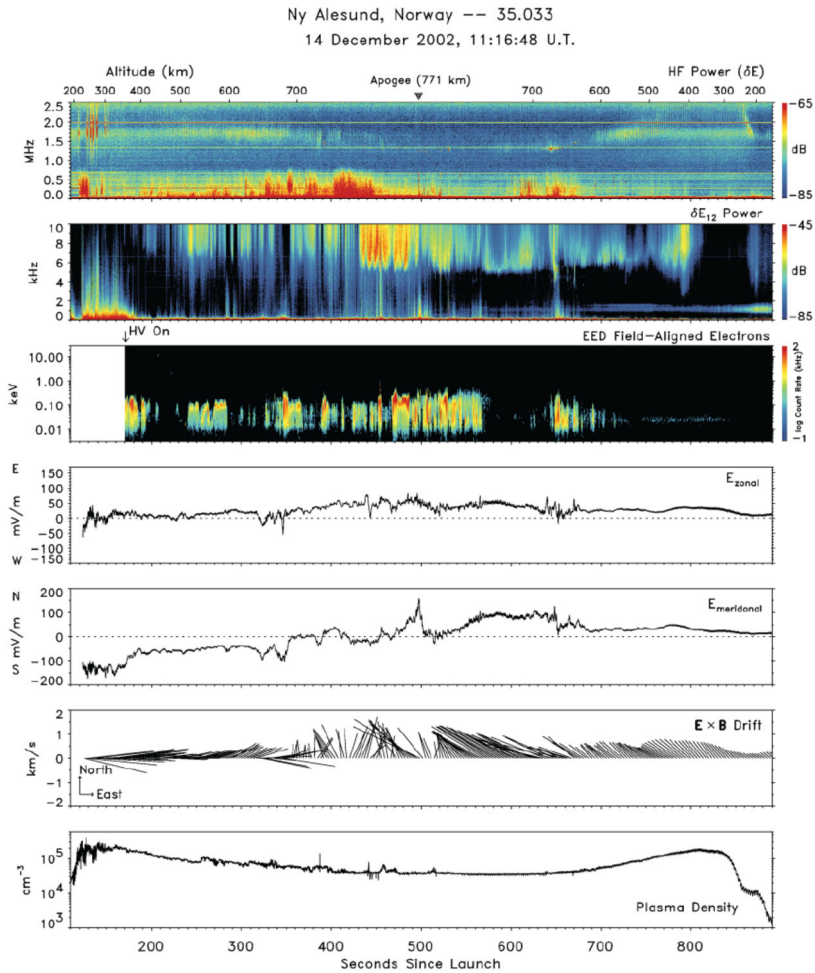 Ny Alesund, Norway -- 35.033
14 December 2002, 11:16:48 U.T.
Altitude (km)
Apogee (771 km)
HF Power (δE)
200 300 400 500 600 700 700 600 500 400 300 200
2.5
2.0
1.5
1.0
0.5
0.0
MHz
-65
dB
-85
δE12 Power
10
8
6
4
2
0
kHz
-45
dB
-85
HV On
EED Field-Aligned Electrons
10.00
1.00
0.10
0.01
keV
2
log Count Rate (kHz)
-1
E
mV/m
W
150
100
50
0
-50
-100
-150
Ezonal
N
mV/m
S
200
100
0
-100
-200
Emeridonal
2
1
0
-1
-2
km/s
E × B Drift
North
East
10^5
10^4
10^3
cm^-3
Plasma Density
200 300 400 500 600 700 800
Seconds Since Launch